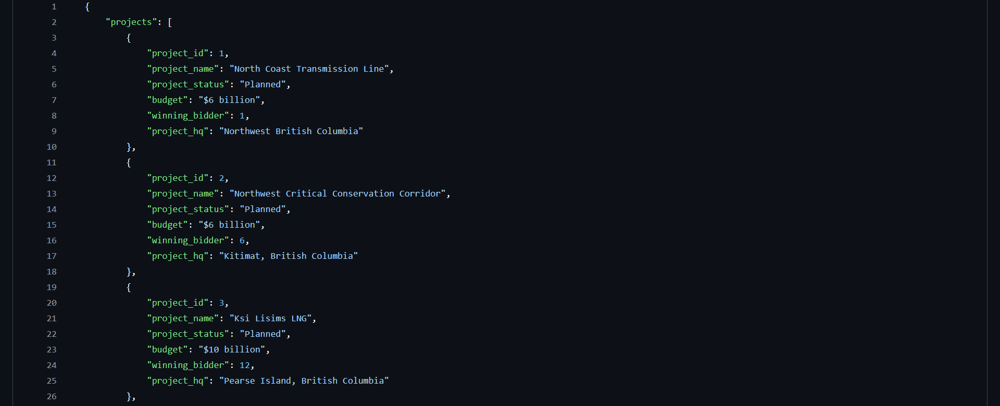 1 {
2 "projects": [
3 {
4 "project_id": 1,
5 "project_name": "North Coast Transmission Line",
6 "project_status": "Planned",
7 "budget": "$6 billion",
8 "winning_bidder": 1,
9 "project_hq": "Northwest British Columbia"
10 },
11 {
12 "project_id": 2,
13 "project_name": "Northwest Critical Conservation Corridor",
14 "project_status": "Planned",
15 "budget": "$6 billion",
16 "winning_bidder": 6,
17 "project_hq": "Kitimat, British Columbia"
18 },
19 {
20 "project_id": 3,
21 "project_name": "Ksi Lisims LNG",
22 "project_status": "Planned",
23 "budget": "$10 billion",
24 "winning_bidder": 12,
25 "project_hq": "Pearse Island, British Columbia"
26 },